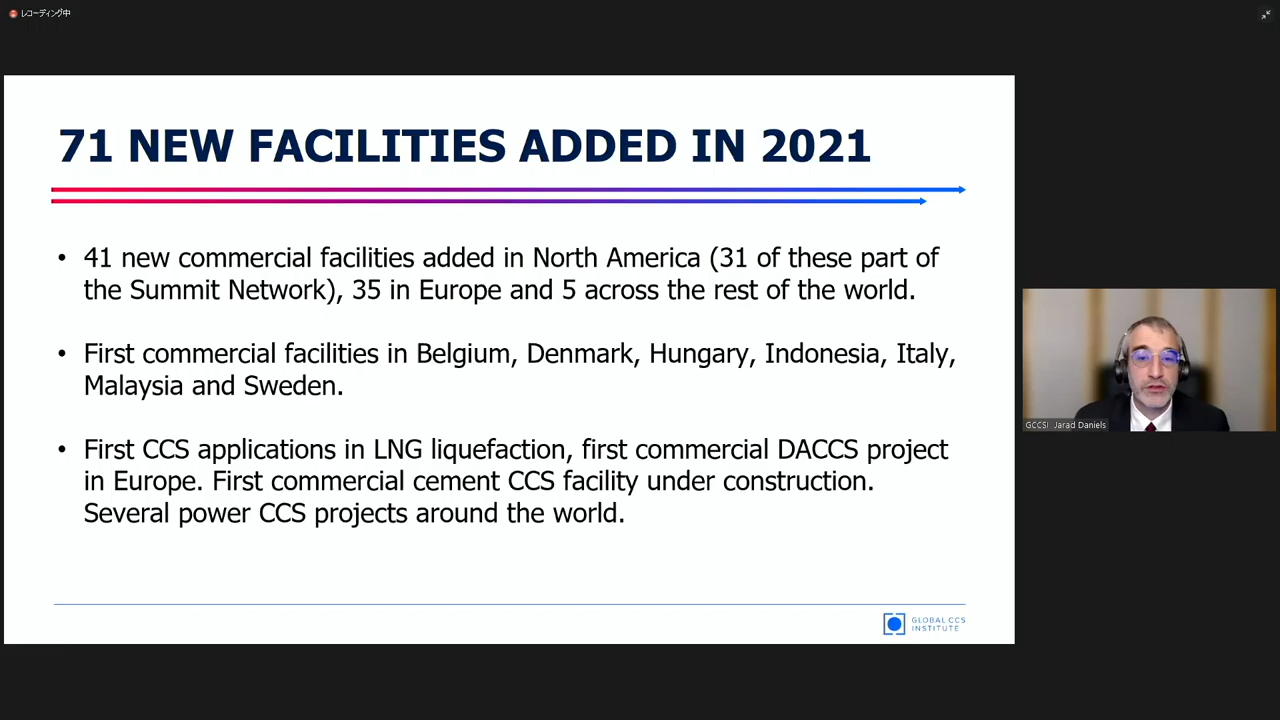 レコーディング中
71 NEW FACILITIES ADDED IN 2021
• 41 new commercial facilities added in North America (31 of these part of
the Summit Network), 35 in Europe and 5 across the rest of the world.
• First commercial facilities in Belgium, Denmark, Hungary, Indonesia, Italy,
Malaysia and Sweden.
• First CCS applications in LNG liquefaction, first commercial DACCS project
in Europe. First commercial cement CCS facility under construction.
Several power CCS projects around the world.
GLOBAL CCS
INSTITUTE
GCCSI Jarad Daniels